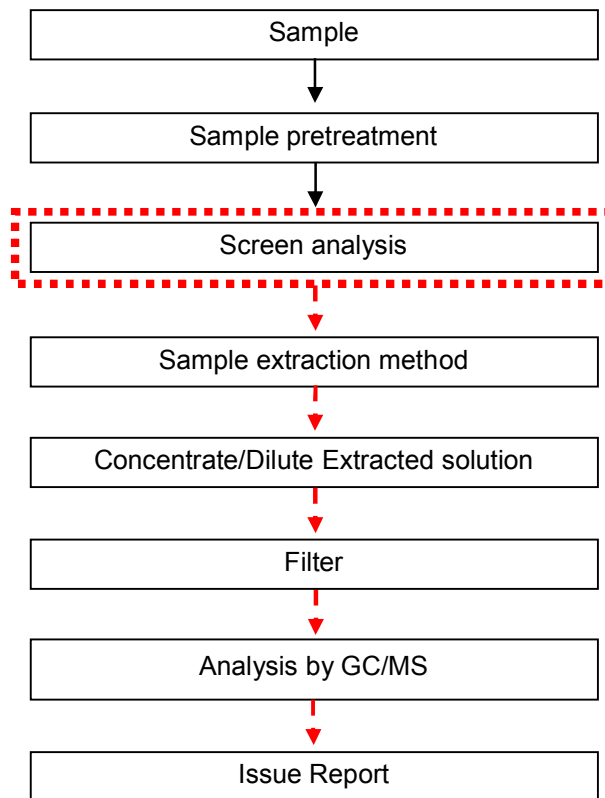 Sample
Sample pretreatment
Screen analysis
Sample extraction method
Concentrate/Dilute Extracted solution
Filter
Analysis by GC/MS
Issue Report